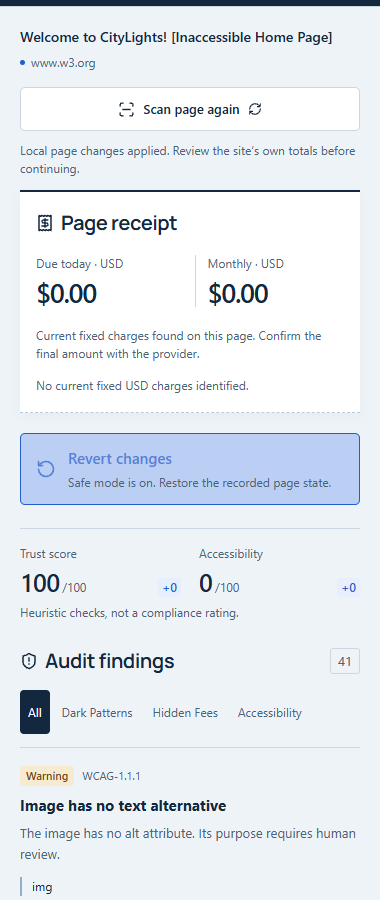 Welcome to CityLights! [Inaccessible Home Page]
www.w3.org
Scan page again
Local page changes applied. Review the site's own totals before
continuing.
Page receipt
Due today · USD
Monthly · USD
$0.00
$0.00
Current fixed charges found on this page. Confirm the
final amount with the provider.
No current fixed USD charges identified.
Revert changes
Safe mode is on. Restore the recorded page state.
Trust score
Accessibility
100/100 +0
0/100 +0
Heuristic checks, not a compliance rating.
Audit findings 41
All Dark Patterns Hidden Fees Accessibility
Warning WCAG-1.1.1
Image has no text alternative
The image has no alt attribute. Its purpose requires human
review.
img